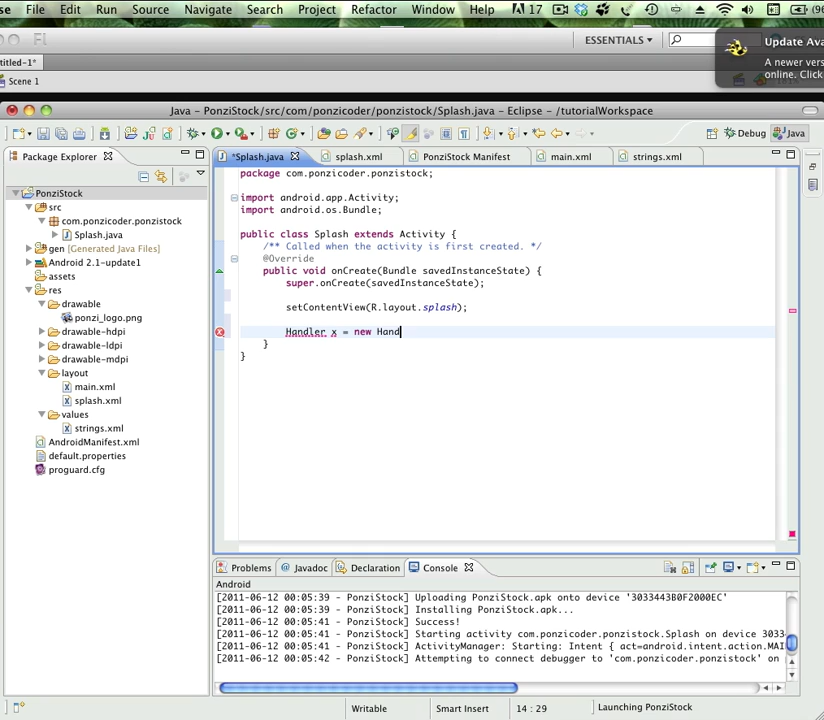 se File Edit Run Source Navigate Search Project Refactor Window Help 17
ESSENTIALS
Update Ava
A newer vers
online. Click
titled-1*
Scene 1
Java – PonziStock/src/com/ponzicoder/ponzistock/Splash.java – Eclipse – /tutorialWorkspace
Debug Java
Package Explorer
*Splash.java splash.xml PonziStock Manifest main.xml strings.xml
PonziStock
src
com.ponzicoder.ponzistock
Splash.java
gen [Generated Java Files]
Android 2.1-update1
assets
res
drawable
ponzi_logo.png
drawable-hdpi
drawable-ldpi
drawable-mdpi
layout
main.xml
splash.xml
values
strings.xml
AndroidManifest.xml
default.properties
proguard.cfg
package com.ponzicoder.ponzistock;
import android.app.Activity;
import android.os.Bundle;
public class Splash extends Activity {
/** Called when the activity is first created. */
@Override
public void onCreate(Bundle savedInstanceState) {
super.onCreate(savedInstanceState);
setContentView(R.layout.splash);
Handler x = new Hand
}
}
Problems Javadoc Declaration Console
Android
[2011-06-12 00:05:39 - PonziStock] Uploading PonziStock.apk onto device '3033443B0F2000EC'
[2011-06-12 00:05:39 - PonziStock] Installing PonziStock.apk...
[2011-06-12 00:05:41 - PonziStock] Success!
[2011-06-12 00:05:41 - PonziStock] Starting activity com.ponzicoder.ponzistock.Splash on device 3033
[2011-06-12 00:05:41 - PonziStock] ActivityManager: Starting: Intent { act=android.intent.action.MAI
[2011-06-12 00:05:42 - PonziStock] Attempting to connect debugger to 'com.ponzicoder.ponzistock' on
Writable Smart Insert 14 : 29 Launching PonziStock